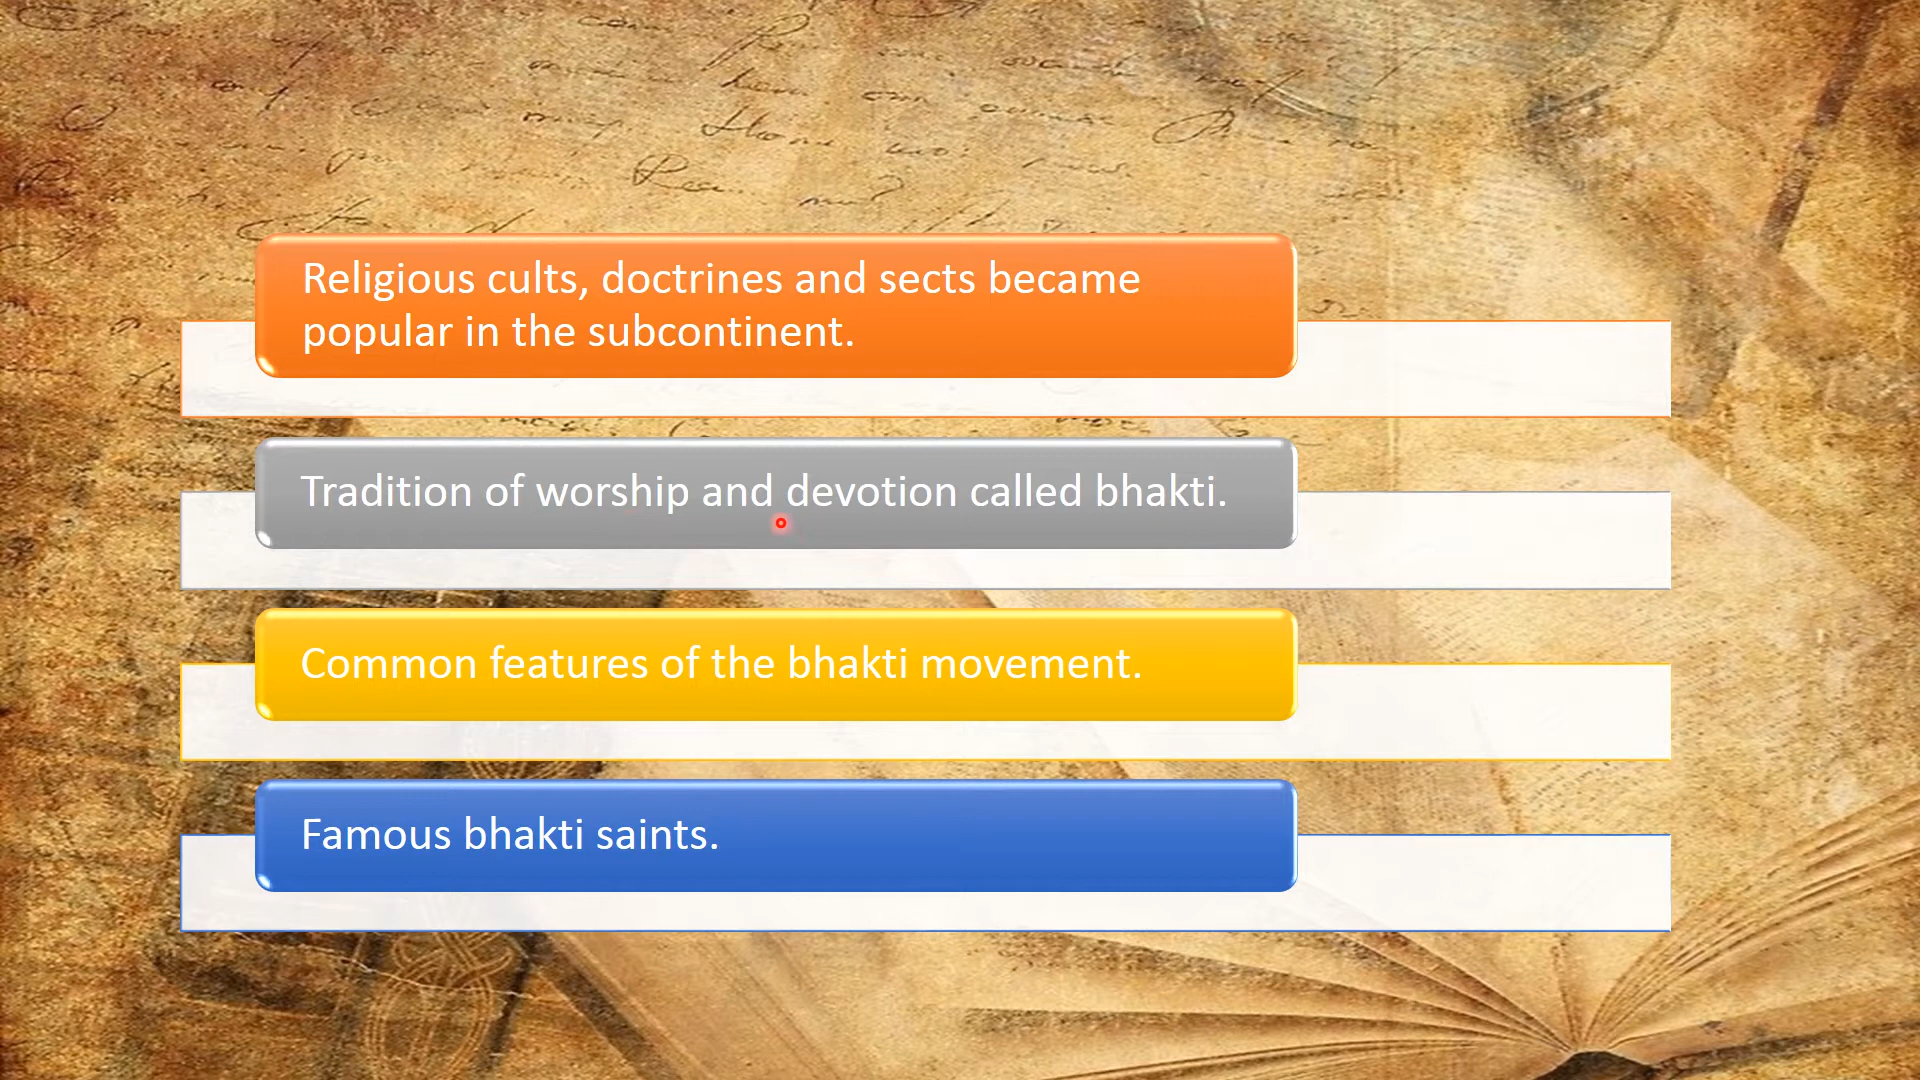 Religious cults, doctrines and sects became
popular in the subcontinent.
Tradition of worship and devotion called bhakti.
Common features of the bhakti movement.
Famous bhakti saints.